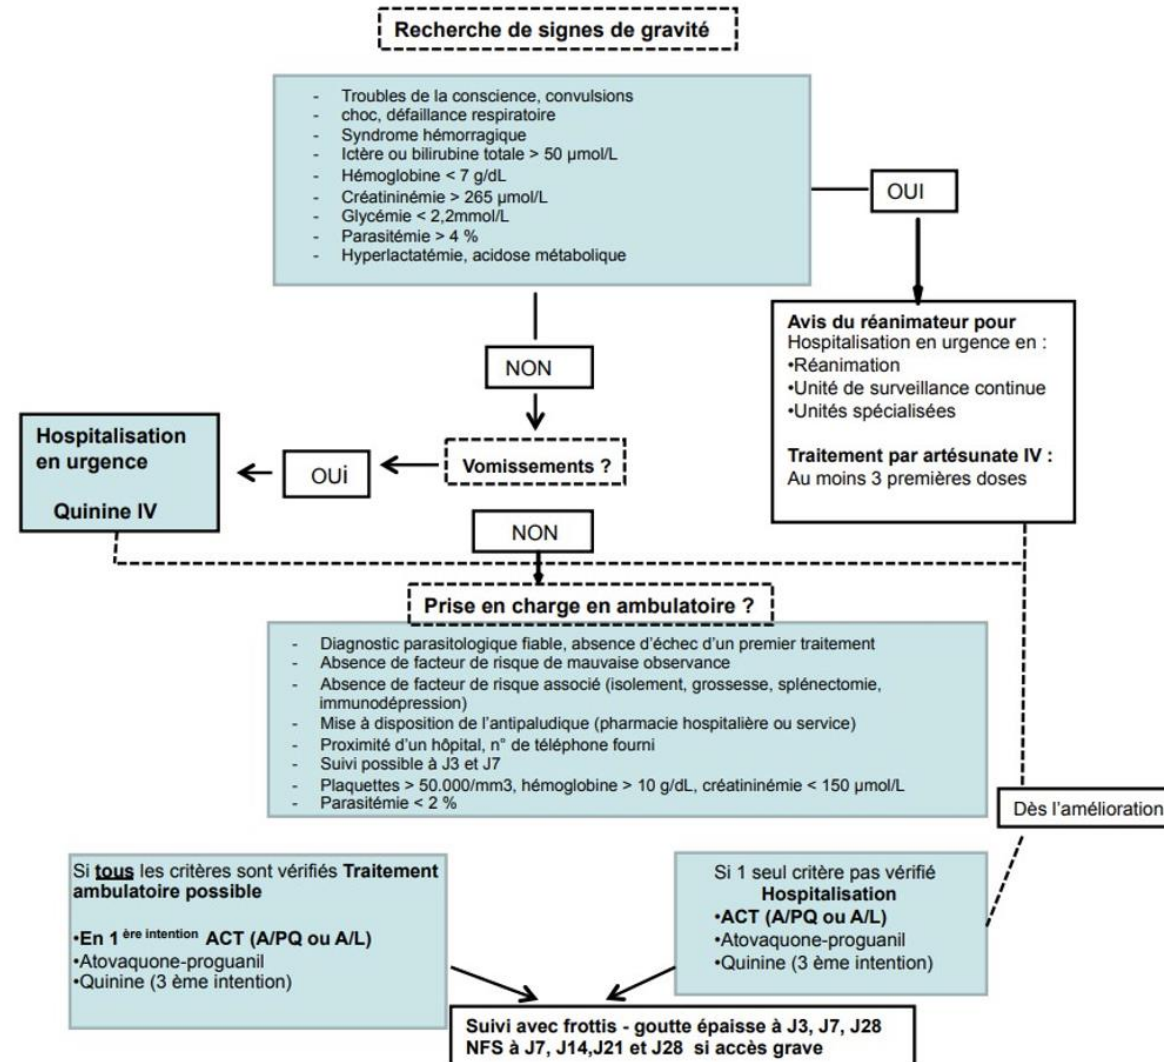 Recherche de signes de gravité
- Troubles de la conscience, convulsions
- choc, défaillance respiratoire
- Syndrome hémorragique
- Ictère ou bilirubine totale > 50 µmol/L
- Hémoglobine < 7 g/dL
- Créatininémie > 265 µmol/L
- Glycémie < 2,2mmol/L
- Parasitémie > 4 %
- Hyperlactatémie, acidose métabolique
OUI
Avis du réanimateur pour
Hospitalisation en urgence en :
•Réanimation
•Unité de surveillance continue
•Unités spécialisées
Traitement par artésunate IV :
Au moins 3 premières doses
NON
Vomissements ?
OUi
Hospitalisation
en urgence
Quinine IV
NON
Prise en charge en ambulatoire ?
- Diagnostic parasitologique fiable, absence d'échec d'un premier traitement
- Absence de facteur de risque de mauvaise observance
- Absence de facteur de risque associé (isolement, grossesse, splénectomie,
immunodépression)
- Mise à disposition de l'antipaludique (pharmacie hospitalière ou service)
- Proximité d'un hôpital, n° de téléphone fourni
- Suivi possible à J3 et J7
- Plaquettes > 50.000/mm3, hémoglobine > 10 g/dL, créatininémie < 150 µmol/L
- Parasitémie < 2 %
Dès l'amélioration
Si tous les critères sont vérifiés Traitement
ambulatoire possible
•En 1 ère intention ACT (A/PQ ou A/L)
•Atovaquone-proguanil
•Quinine (3 ème intention)
Si 1 seul critère pas vérifié
Hospitalisation
•ACT (A/PQ ou A/L)
•Atovaquone-proguanil
•Quinine (3 ème intention)
Suivi avec frottis - goutte épaisse à J3, J7, J28
NFS à J7, J14,J21 et J28 si accès grave